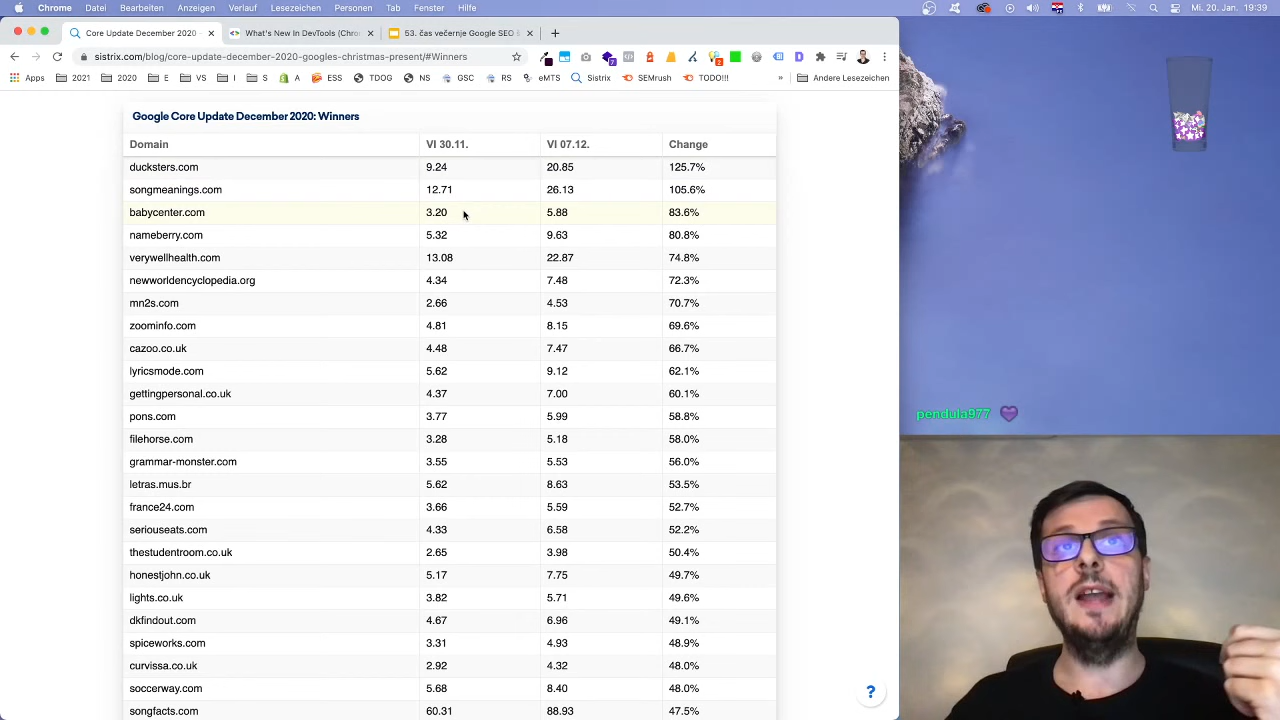 Chrome Datei Bearbeiten Anzeigen Verlauf Lesezeichen Personen Tab Fenster Hilfe Mi. 20. Jan. 19:39
Core Update December 2020 - What's New In DevTools (Chro 53. čas večernje Google SEO
sistrix.com/blog/core-update-december-2020-googles-christmas-present/#Winners
Apps 2021 2020 E P I S A ESS TDOG NS GSC RS eMTS Sistrix SEMrush TODO!!! » Andere Lesezeichen
Google Core Update December 2020: Winners
Domain VI 30.11. VI 07.12. Change
ducksters.com 9.24 20.85 125.7%
songmeanings.com 12.71 26.13 105.6%
babycenter.com 3.20 5.88 83.6%
nameberry.com 5.32 9.63 80.8%
verywellhealth.com 13.08 22.87 74.8%
newworldencyclopedia.org 4.34 7.48 72.3%
mn2s.com 2.66 4.53 70.7%
zoominfo.com 4.81 8.15 69.6%
cazoo.co.uk 4.48 7.47 66.7%
lyricsmode.com 5.62 9.12 62.1%
gettingpersonal.co.uk 4.37 7.00 60.1%
pons.com 3.77 5.99 58.8%
filehorse.com 3.28 5.18 58.0%
grammar-monster.com 3.55 5.53 56.0%
letras.mus.br 5.62 8.63 53.5%
france24.com 3.66 5.59 52.7%
seriouseats.com 4.33 6.58 52.2%
thestudentroom.co.uk 2.65 3.98 50.4%
honestjohn.co.uk 5.17 7.75 49.7%
lights.co.uk 3.82 5.71 49.6%
dkfindout.com 4.67 6.96 49.1%
spiceworks.com 3.31 4.93 48.9%
curvissa.co.uk 2.92 4.32 48.0%
soccerway.com 5.68 8.40 48.0%
songfacts.com 60.31 88.93 47.5%
?
pendula977